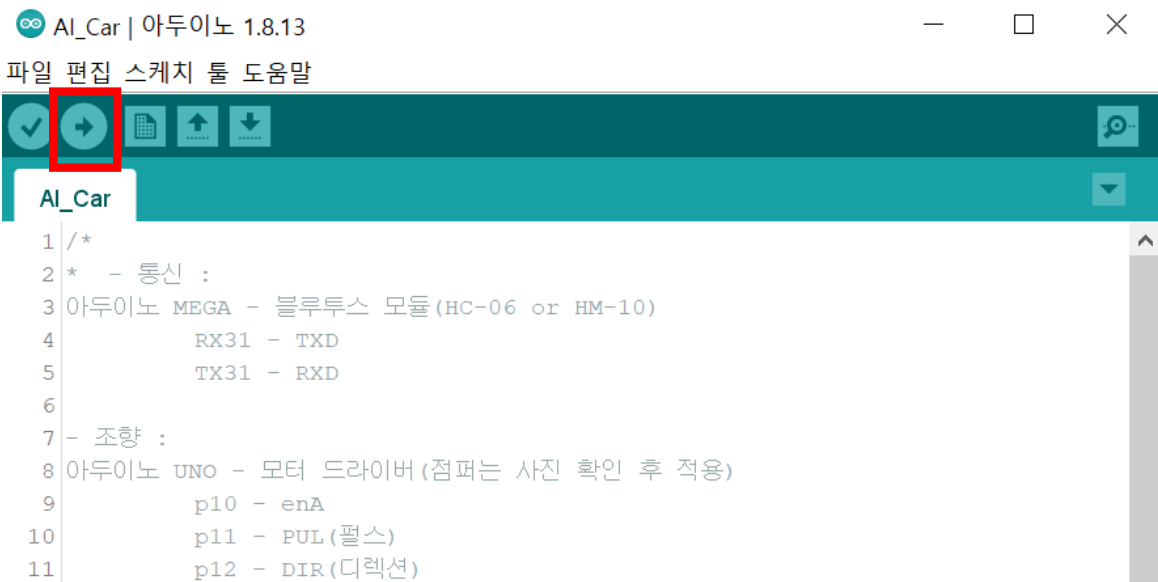 AI_Car | 아두이노 1.8.13
파일 편집 스케치 툴 도움말
AI_Car
1 /*
2 *  - 통신 :
3 아두이노 MEGA - 블루투스 모듈(HC-06 or HM-10)
4 RX31 - TXD
5 TX31 - RXD
6
7 - 조향 :
8 아두이노 UNO - 모터 드라이버(점퍼는 사진 확인 후 적용)
9 p10 - enA
10 p11 - PUL(펄스)
11 p12 - DIR(디렉션)